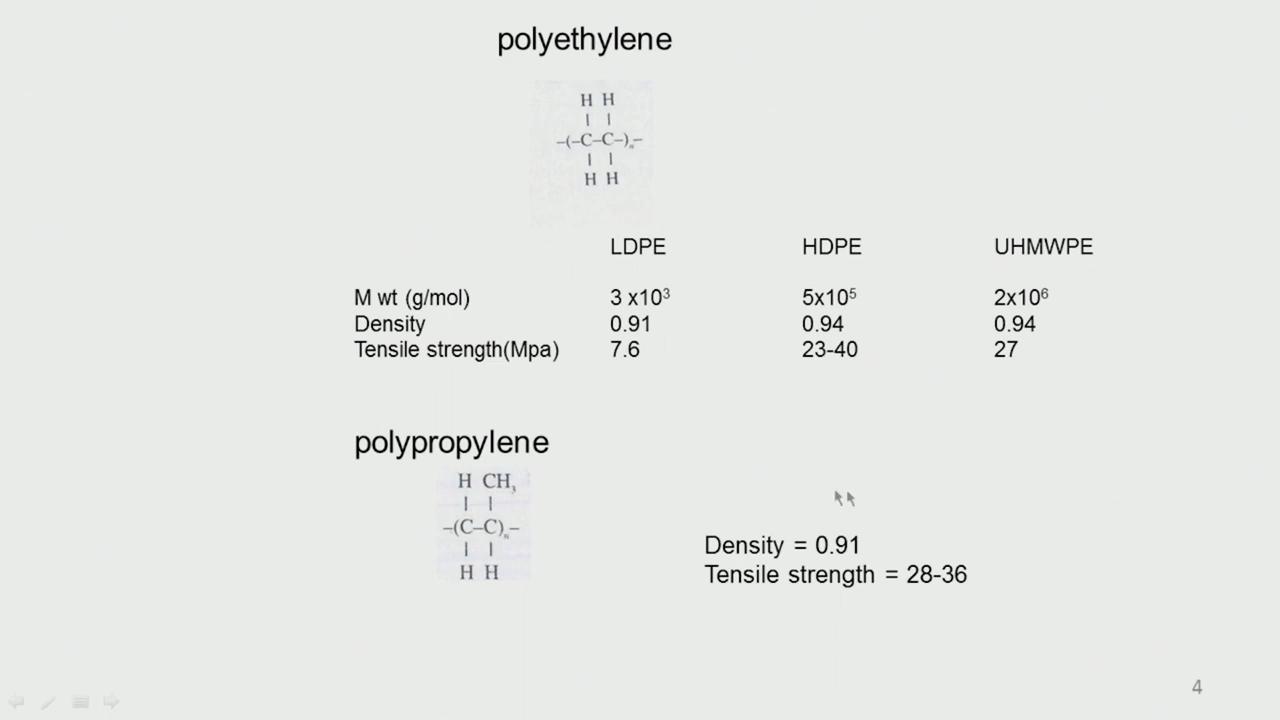 polyethylene
H H
| |
–(–C–C–)ₙ–
| |
H H
LDPE HDPE UHMWPE
M wt (g/mol) 3 x10³ 5x10⁵ 2x10⁶
Density 0.91 0.94 0.94
Tensile strength(Mpa) 7.6 23-40 27
polypropylene
H CH₃
| |
–(C–C)ₙ–
| |
H H
Density = 0.91
Tensile strength = 28-36
4